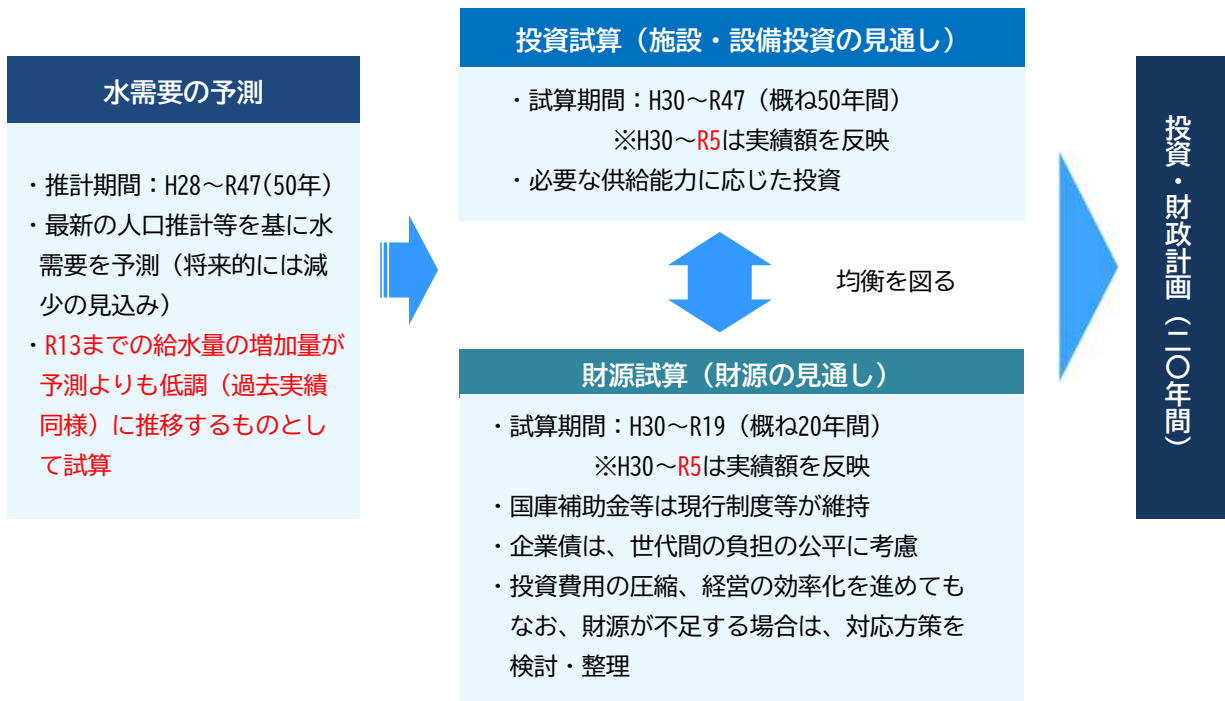 水需要の予測
・推計期間：H28～R47(50年)
・最新の人口推計等を基に水
需要を予測（将来的には減
少の見込み）
・R13までの給水量の増加量が
予測よりも低調（過去実績
同様）に推移するものとし
て試算
投資試算（施設・設備投資の見通し）
・試算期間：H30～R47（概ね50年間）
※H30～R5は実績額を反映
・必要な供給能力に応じた投資
均衡を図る
財源試算（財源の見通し）
・試算期間：H30～R19（概ね20年間）
※H30～R5は実績額を反映
・国庫補助金等は現行制度等が維持
・企業債は、世代間の負担の公平に考慮
・投資費用の圧縮、経営の効率化を進めても
なお、財源が不足する場合は、対応方策を
検討・整理
投資・財政計画（二〇年間）